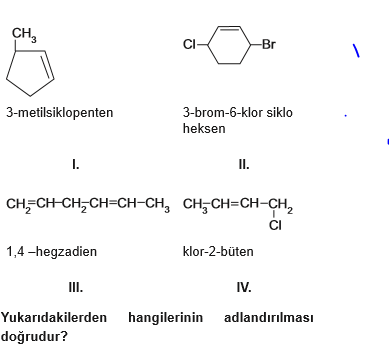 CH3
Cl
Br
3-metilsiklopenten
3-brom-6-klor siklo
heksen
I.
II.
CH2=CH-CH2-CH=CH-CH3
CH3-CH=CH-CH2
Cl
1,4 –hegzadien
klor-2-büten
III.
IV.
Yukarıdakilerden hangilerinin adlandırılması
doğrudur?